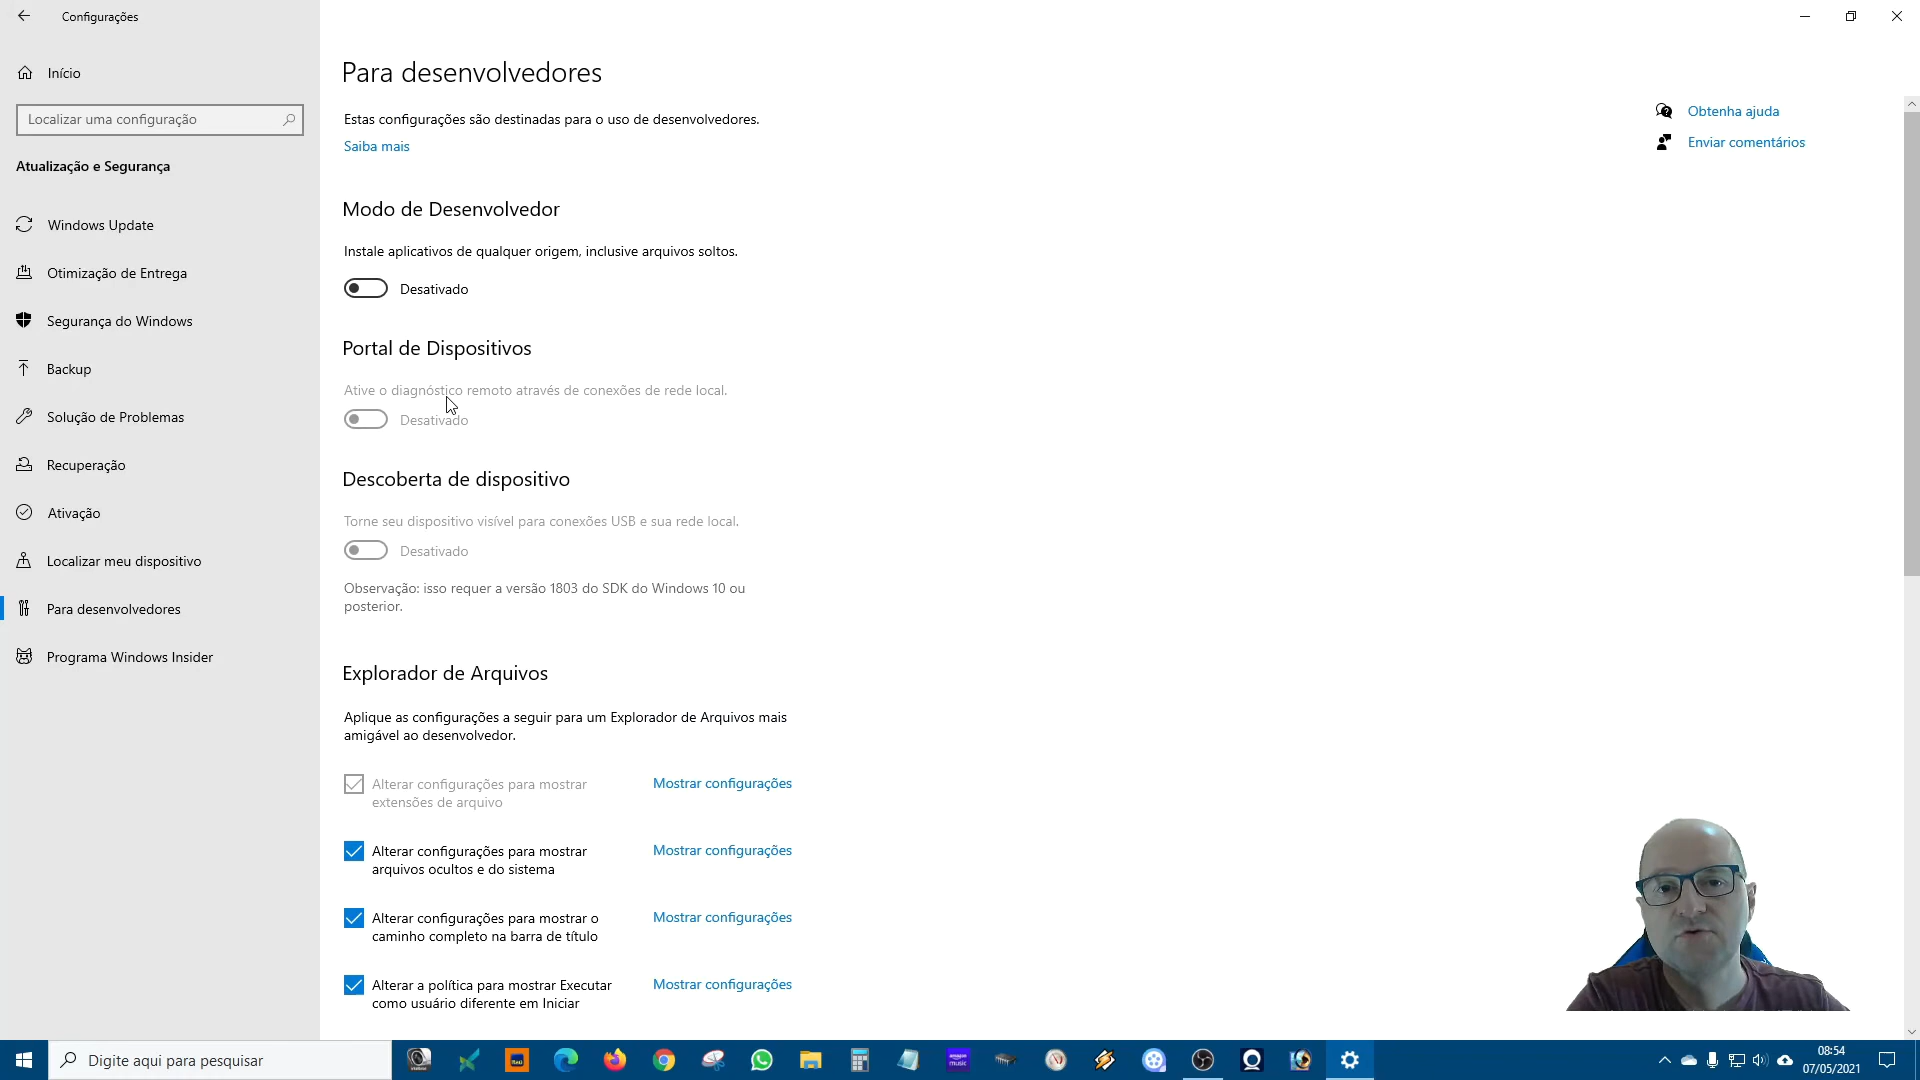 Configurações
Início
Localizar uma configuração
Atualização e Segurança
Windows Update
Otimização de Entrega
Segurança do Windows
Backup
Solução de Problemas
Recuperação
Ativação
Localizar meu dispositivo
Para desenvolvedores
Programa Windows Insider
Para desenvolvedores
Estas configurações são destinadas para o uso de desenvolvedores.
Saiba mais
Modo de Desenvolvedor
Instale aplicativos de qualquer origem, inclusive arquivos soltos.
Desativado
Portal de Dispositivos
Ative o diagnóstico remoto através de conexões de rede local.
Desativado
Descoberta de dispositivo
Torne seu dispositivo visível para conexões USB e sua rede local.
Desativado
Observação: isso requer a versão 1803 do SDK do Windows 10 ou
posterior.
Explorador de Arquivos
Aplique as configurações a seguir para um Explorador de Arquivos mais
amigável ao desenvolvedor.
Alterar configurações para mostrar
extensões de arquivo
Mostrar configurações
Alterar configurações para mostrar
arquivos ocultos e do sistema
Mostrar configurações
Alterar configurações para mostrar o
caminho completo na barra de título
Mostrar configurações
Alterar a política para mostrar Executar
como usuário diferente em Iniciar
Mostrar configurações
Obtenha ajuda
Enviar comentários
Digite aqui para pesquisar
amazon
music
08:54
07/05/2021